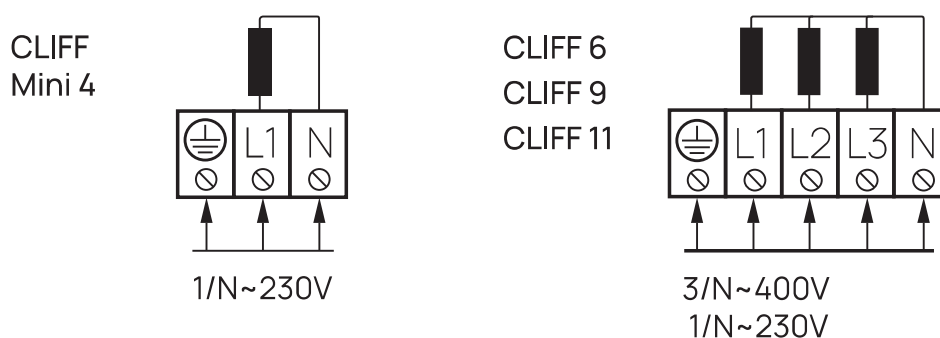 CLIFF
Mini 4
L1 N
1/N~230V
CLIFF 6
CLIFF 9
CLIFF 11
L1 L2 L3 N
3/N~400V
1/N~230V